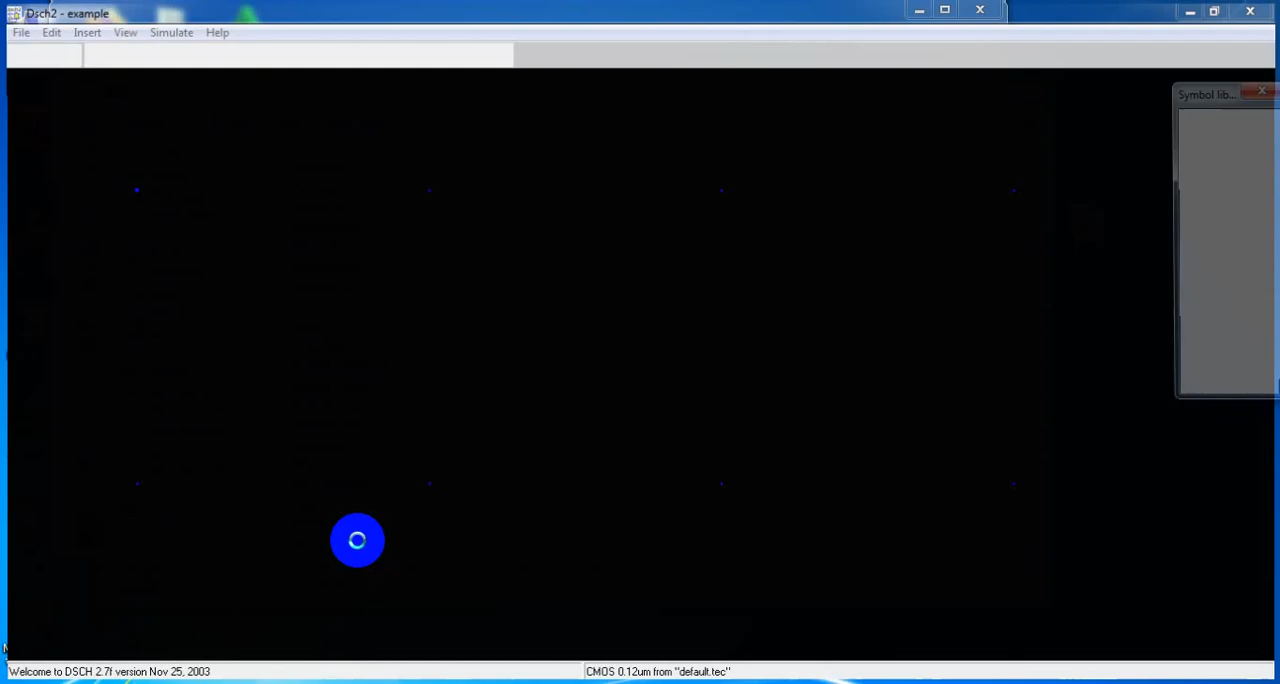 Dsch2 - example
File Edit Insert View Simulate Help
Symbol lib...
Welcome to DSCH 2.7f version Nov 25, 2003
CMOS 0.12um from "default.tec"